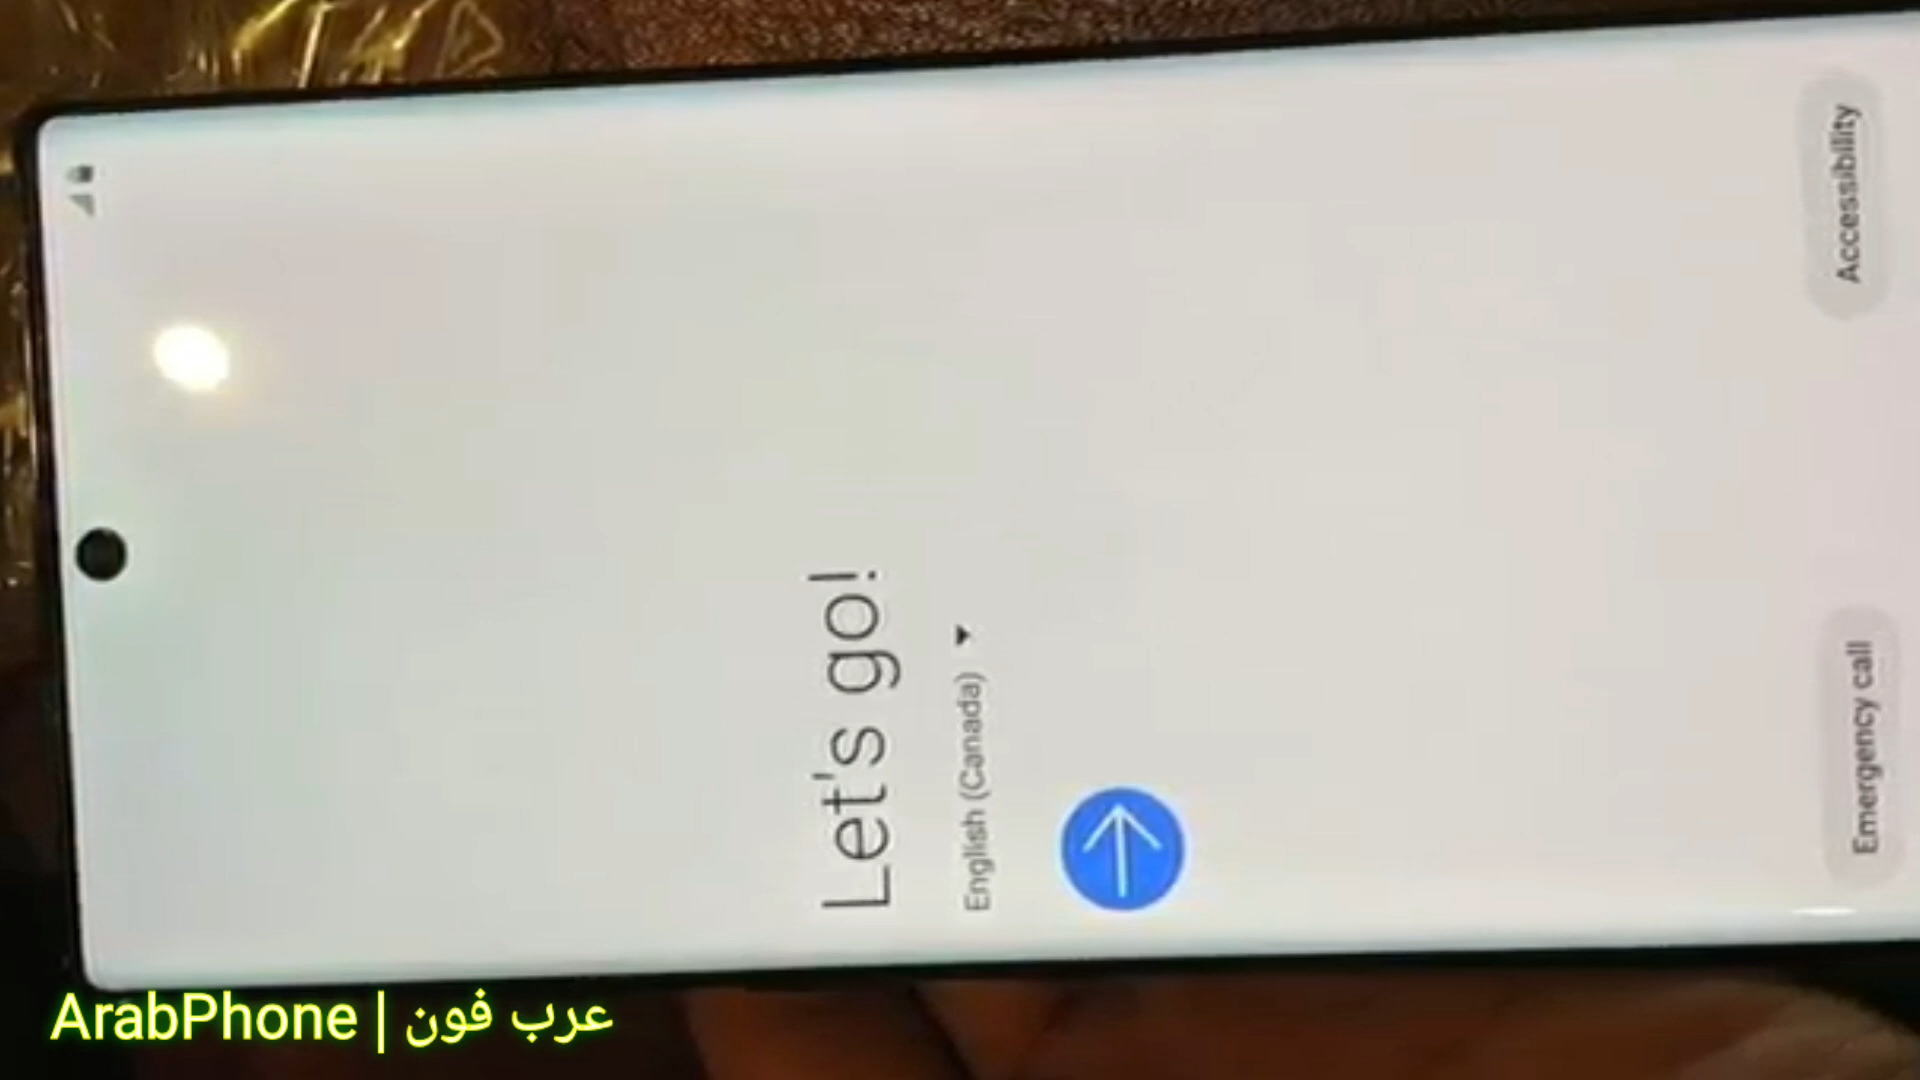 Let's go!
English (Canada)
Emergency call
Accessibility
ArabPhone | عرب فون